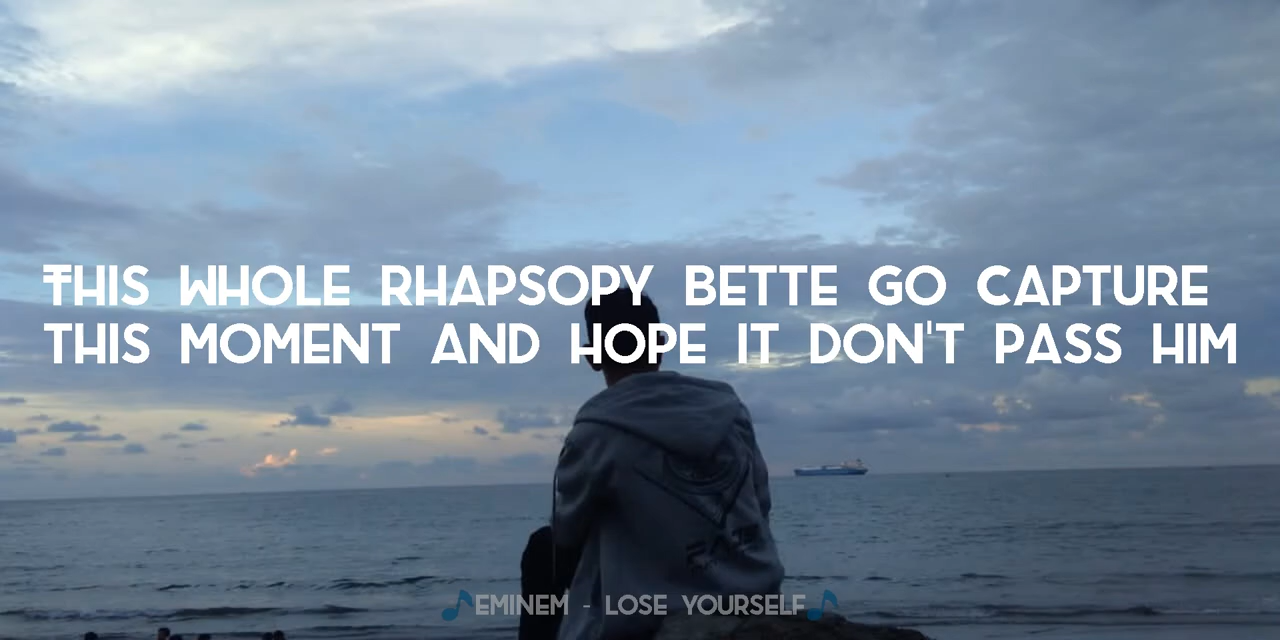 THIS WHOLE RHAPSOPY BETTE GO CAPTURE
THIS MOMENT AND HOPE IT DON'T PASS HIM
🎵EMINEM - LOSE YOURSELF🎵